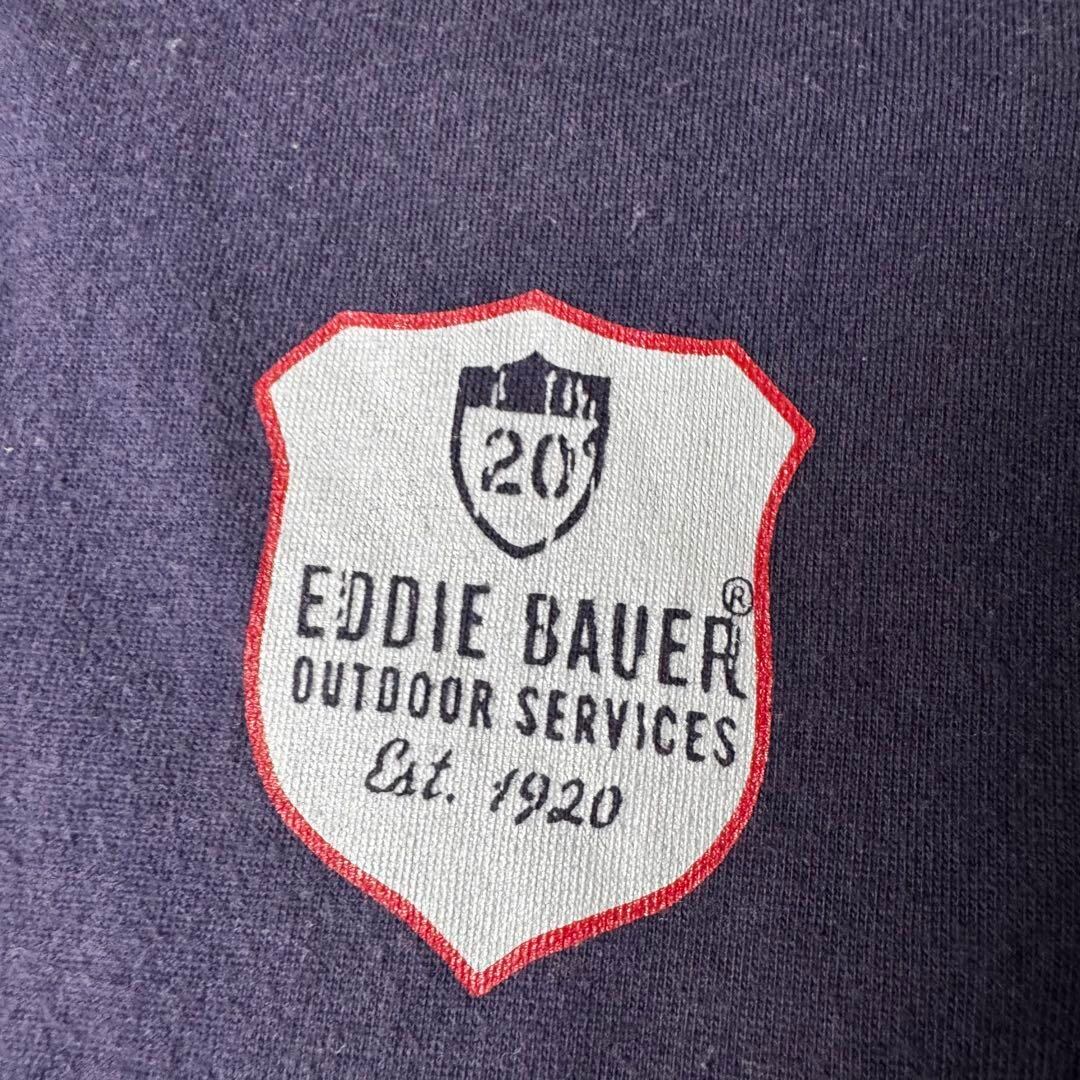 20
EDDIE BAUER®
OUTDOOR SERVICES
Est. 1920